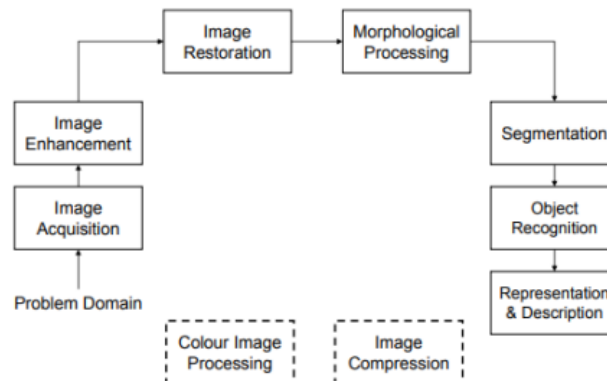 Image
Restoration
Morphological
Processing
Image
Enhancement
Segmentation
Image
Acquisition
Object
Recognition
Problem Domain
Representation
& Description
Colour Image
Processing
Image
Compression